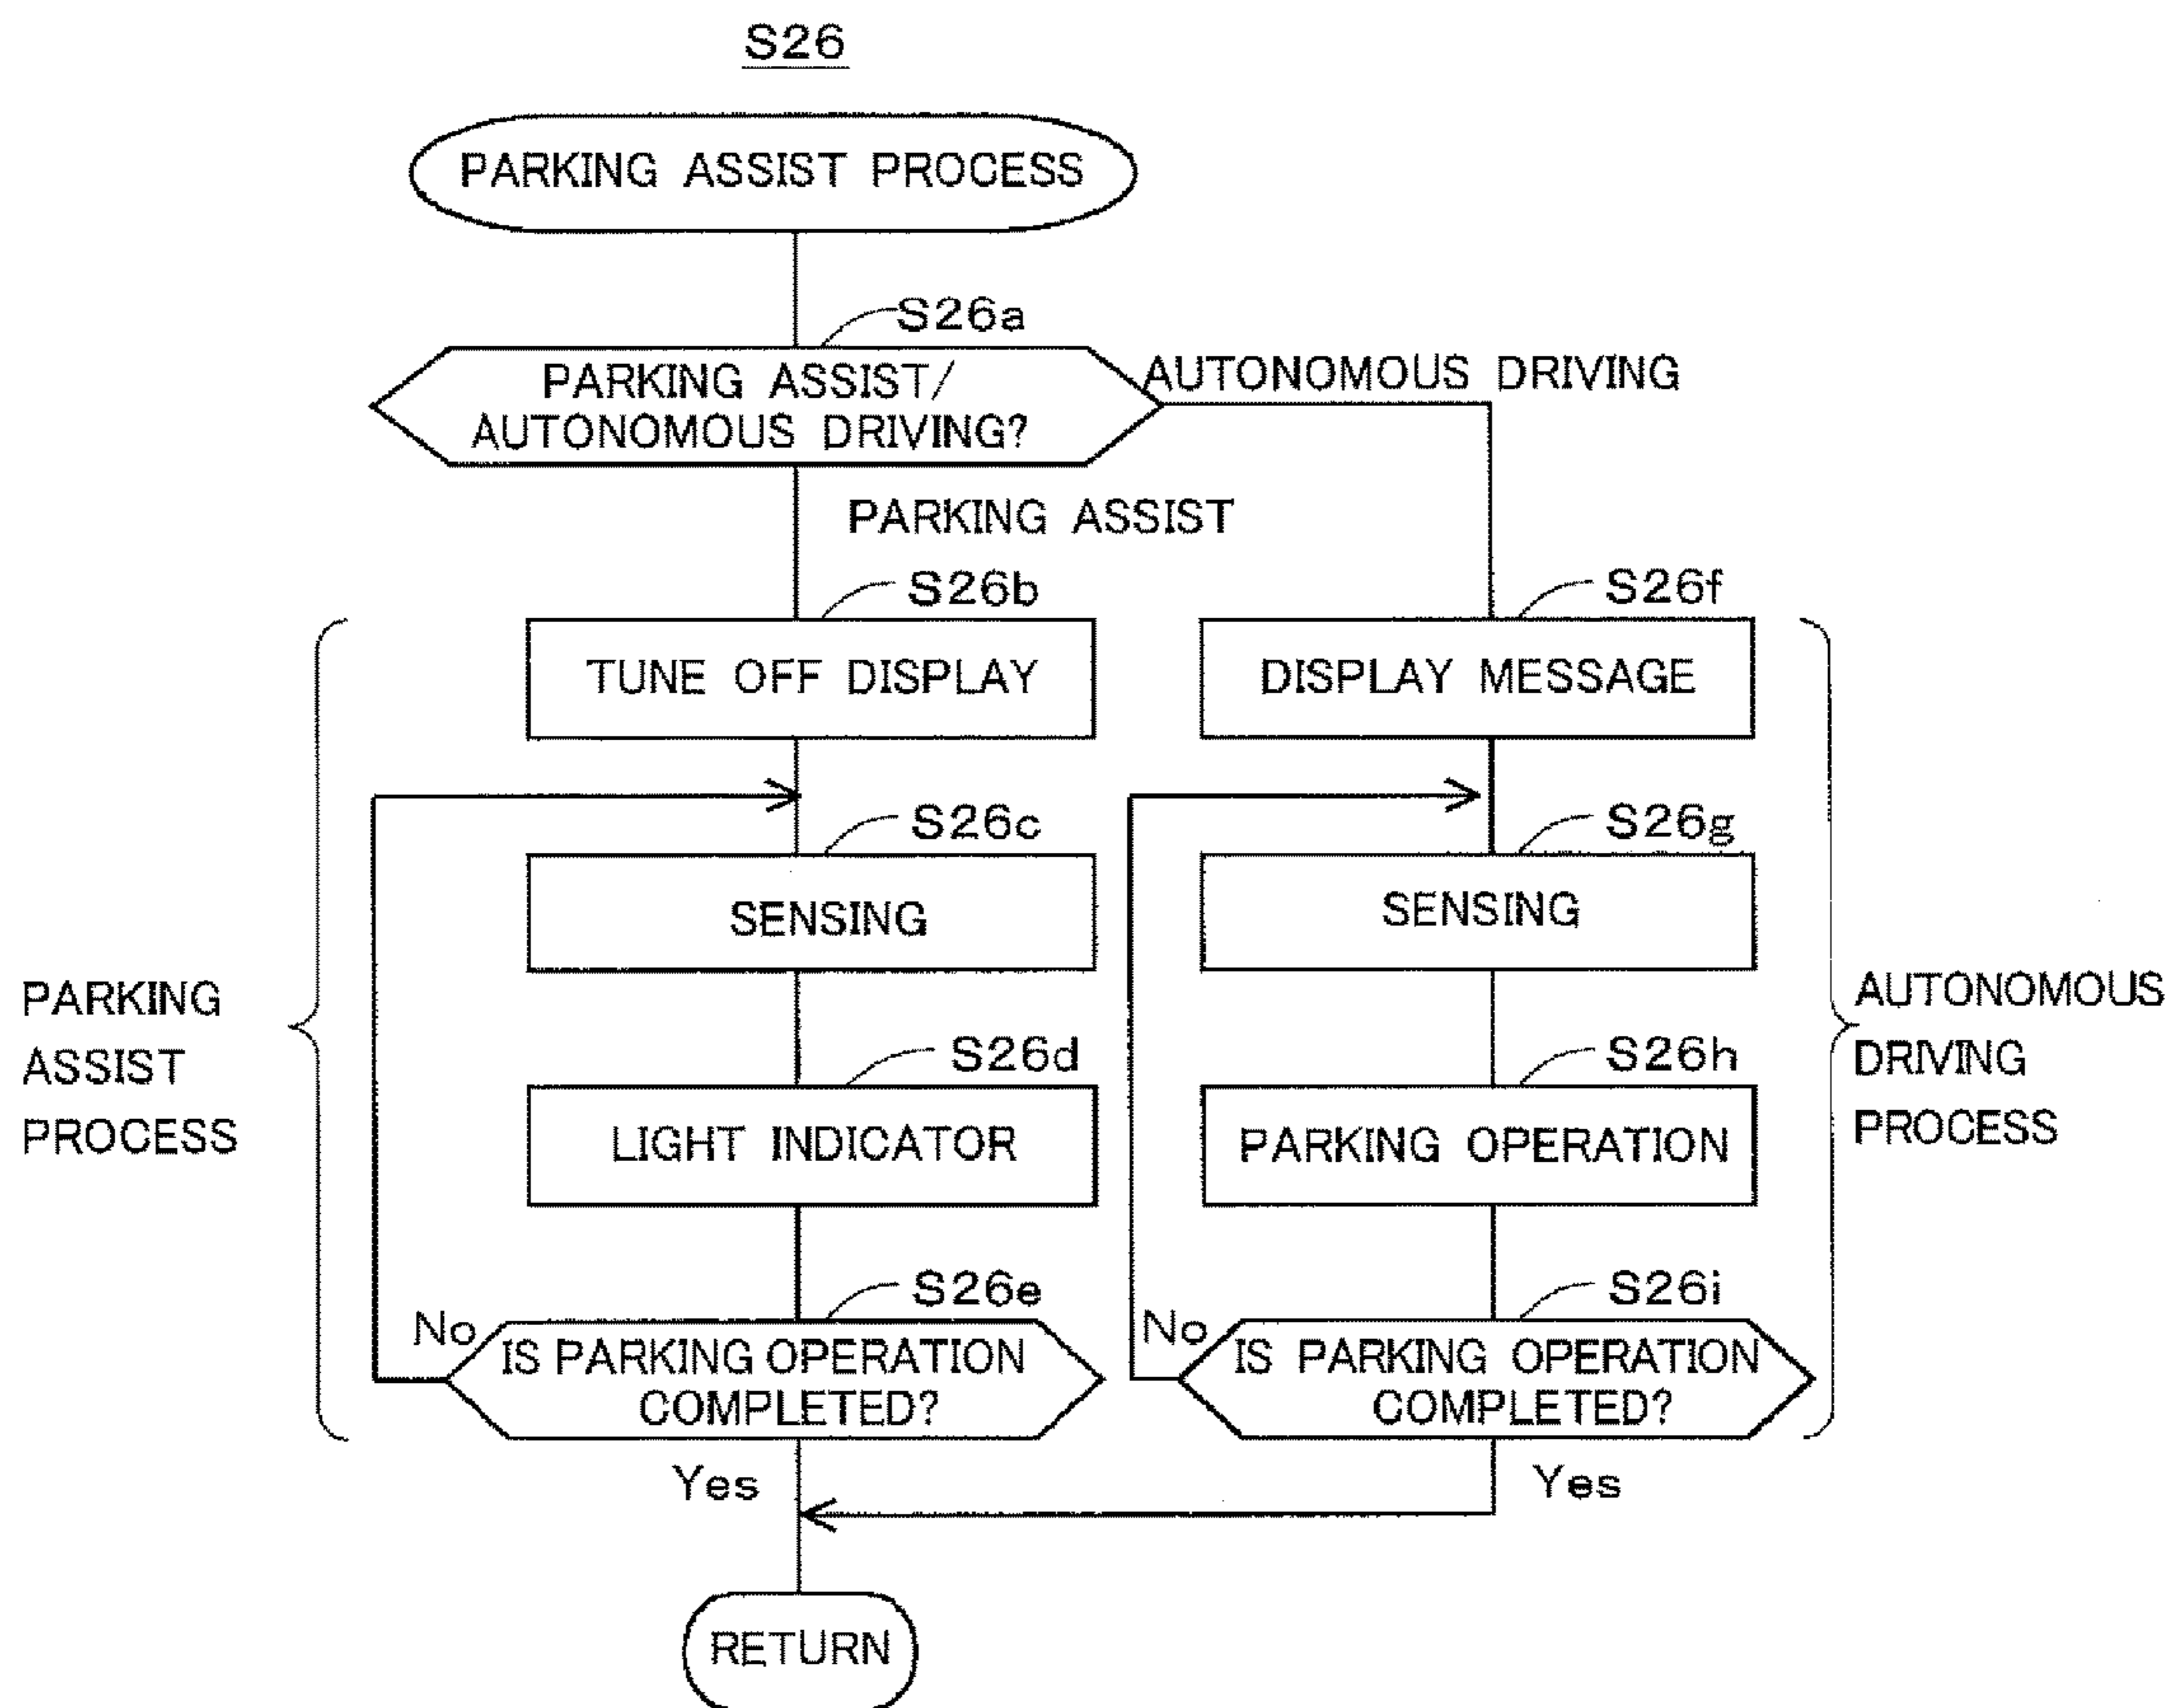 S26
PARKING ASSIST PROCESS
S26a
PARKING ASSIST/
AUTONOMOUS DRIVING?
AUTONOMOUS DRIVING
PARKING ASSIST
S26b
TUNE OFF DISPLAY
S26f
DISPLAY MESSAGE
S26c
SENSING
S26g
SENSING
PARKING
ASSIST
PROCESS
AUTONOMOUS
DRIVING
PROCESS
S26d
LIGHT INDICATOR
S26h
PARKING OPERATION
S26e
No
IS PARKING OPERATION
COMPLETED?
S26i
No
IS PARKING OPERATION
COMPLETED?
Yes
Yes
RETURN